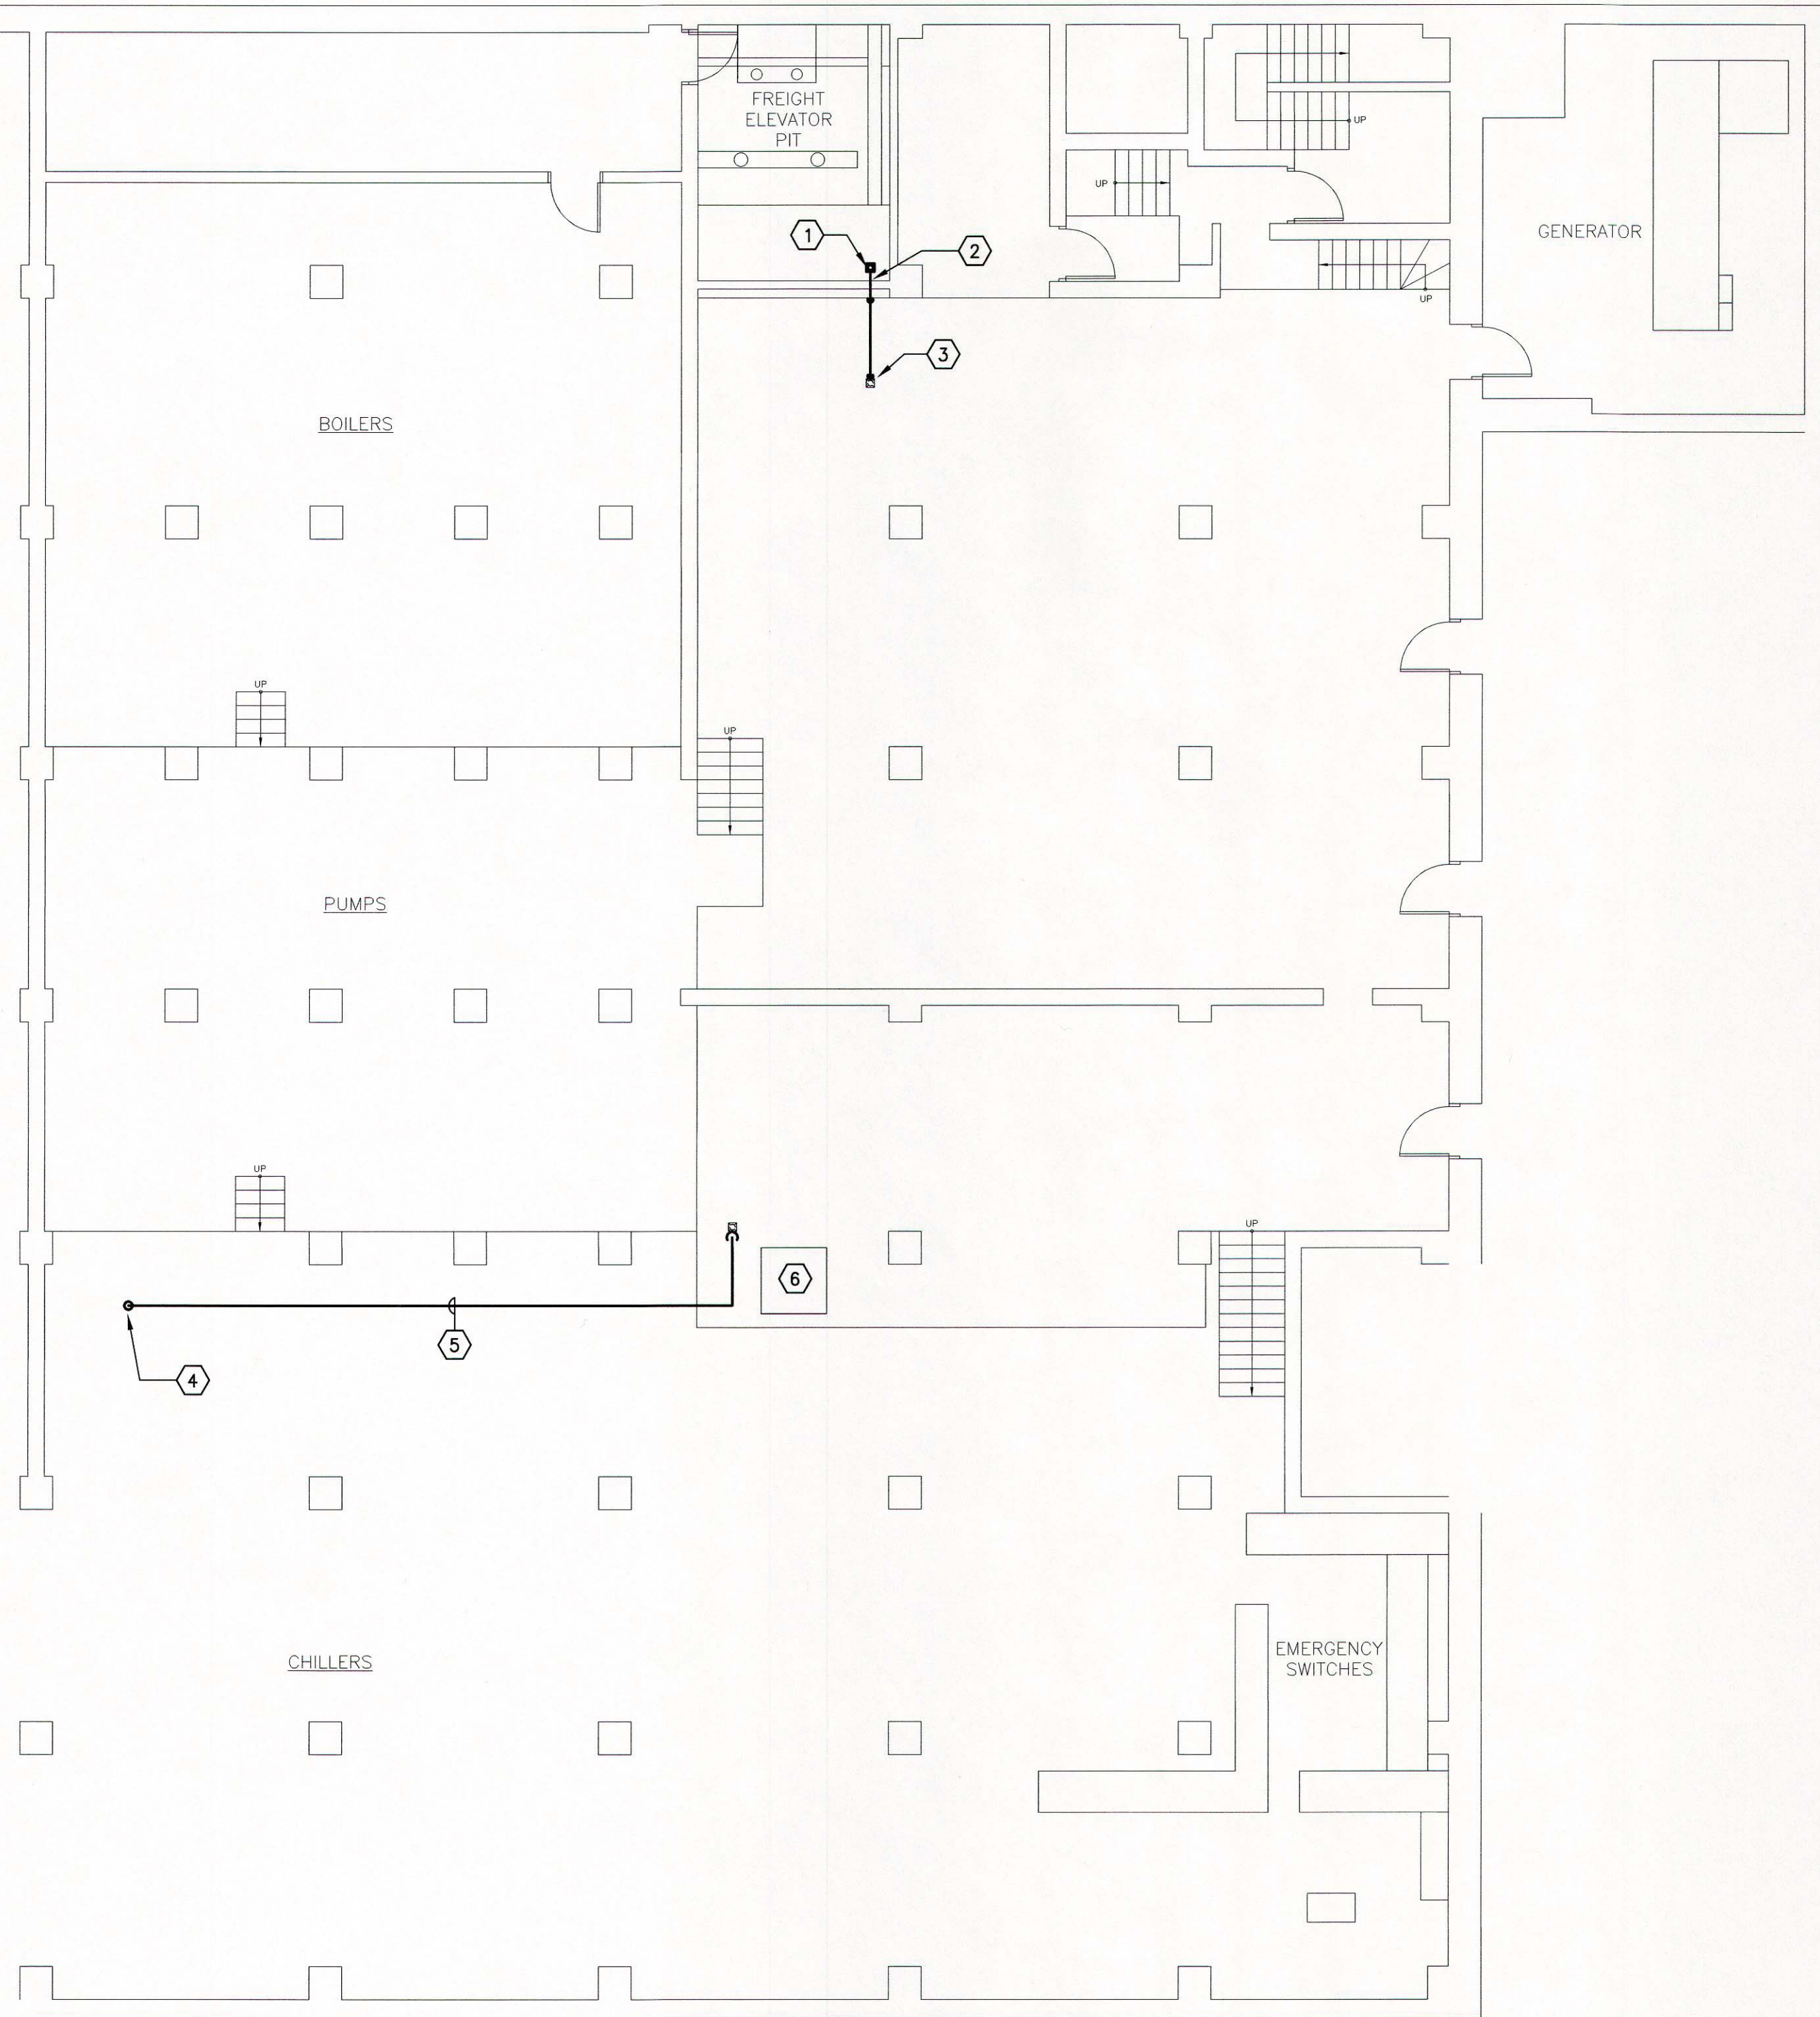 FREIGHT
ELEVATOR
PIT
UP
UP
1
2
GENERATOR
UP
3
BOILERS
UP
UP
PUMPS
UP
UP
6
5
4
EMERGENCY
SWITCHES
CHILLERS